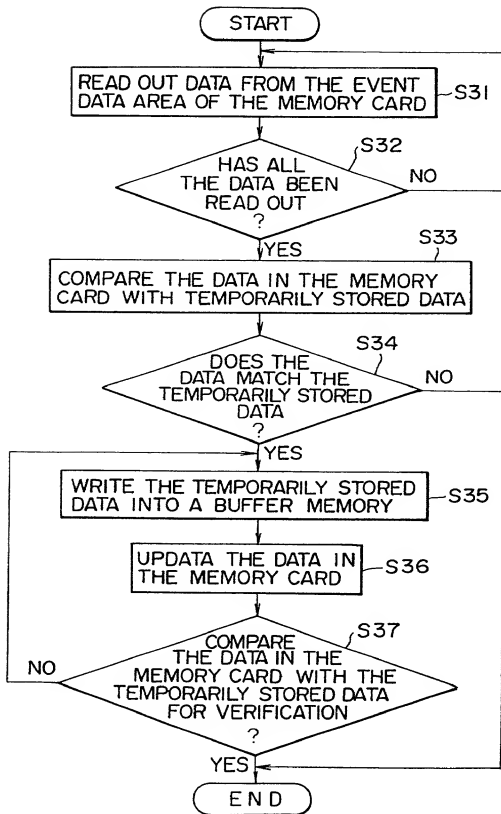 START
READ OUT DATA FROM THE EVENT
DATA AREA OF THE MEMORY CARD
S31
S32
HAS ALL
THE DATA BEEN
READ OUT
?
NO
YES
S33
COMPARE THE DATA IN THE MEMORY
CARD WITH TEMPORARILY STORED DATA
S34
DOES THE
DATA MATCH THE
TEMPORARILY STORED
DATA
?
NO
YES
WRITE THE TEMPORARILY STORED
DATA INTO A BUFFER MEMORY
S35
UPDATA THE DATA IN
THE MEMORY CARD
S36
S37
COMPARE
THE DATA IN THE
MEMORY CARD WITH THE
TEMPORARILY STORED DATA
FOR VERIFICATION
?
NO
YES
END